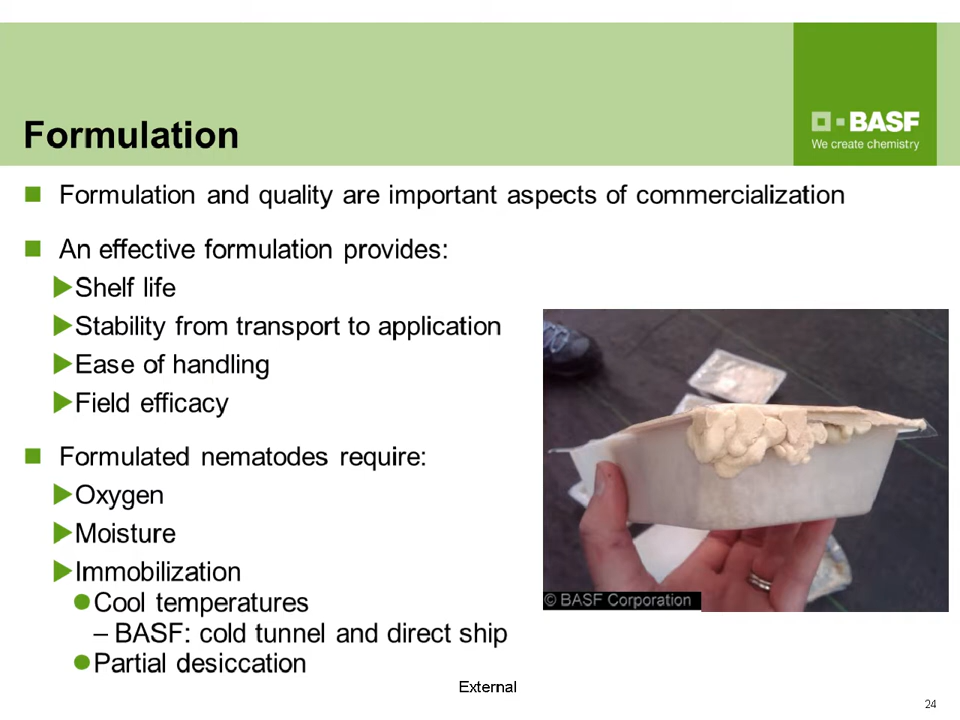 Formulation
BASF
We create chemistry
Formulation and quality are important aspects of commercialization
An effective formulation provides:
Shelf life
Stability from transport to application
Ease of handling
Field efficacy
Formulated nematodes require:
Oxygen
Moisture
Immobilization
Cool temperatures
– BASF: cold tunnel and direct ship
Partial desiccation
© BASF Corporation
External
24